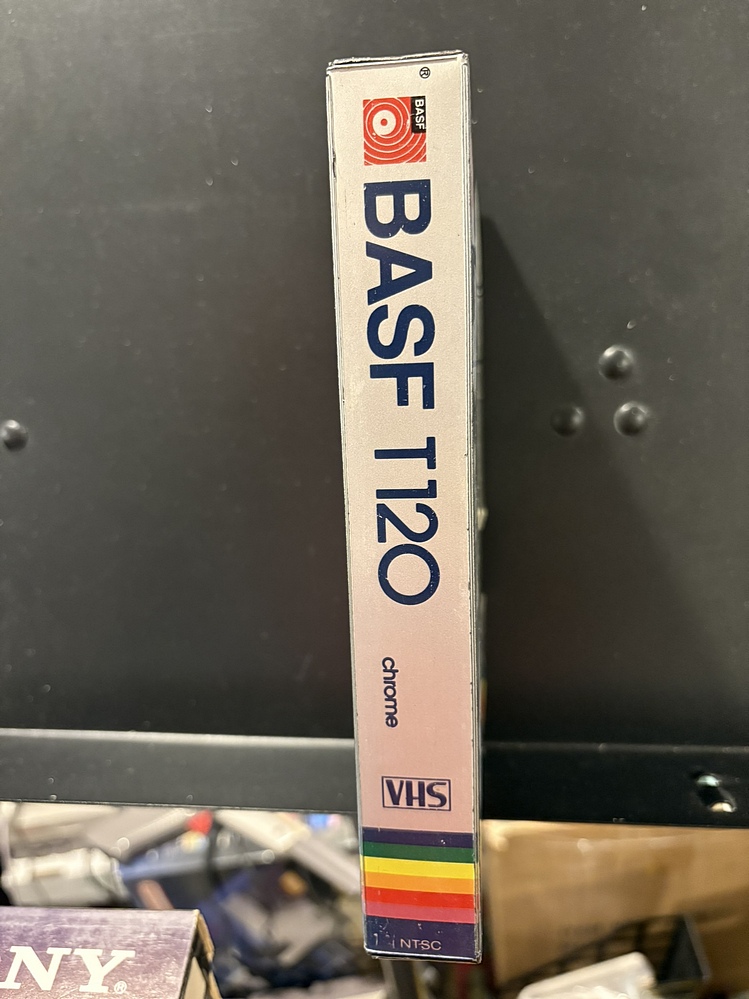 ®
BASF
BASF T120
chrome
VHS
NTSC
NY®